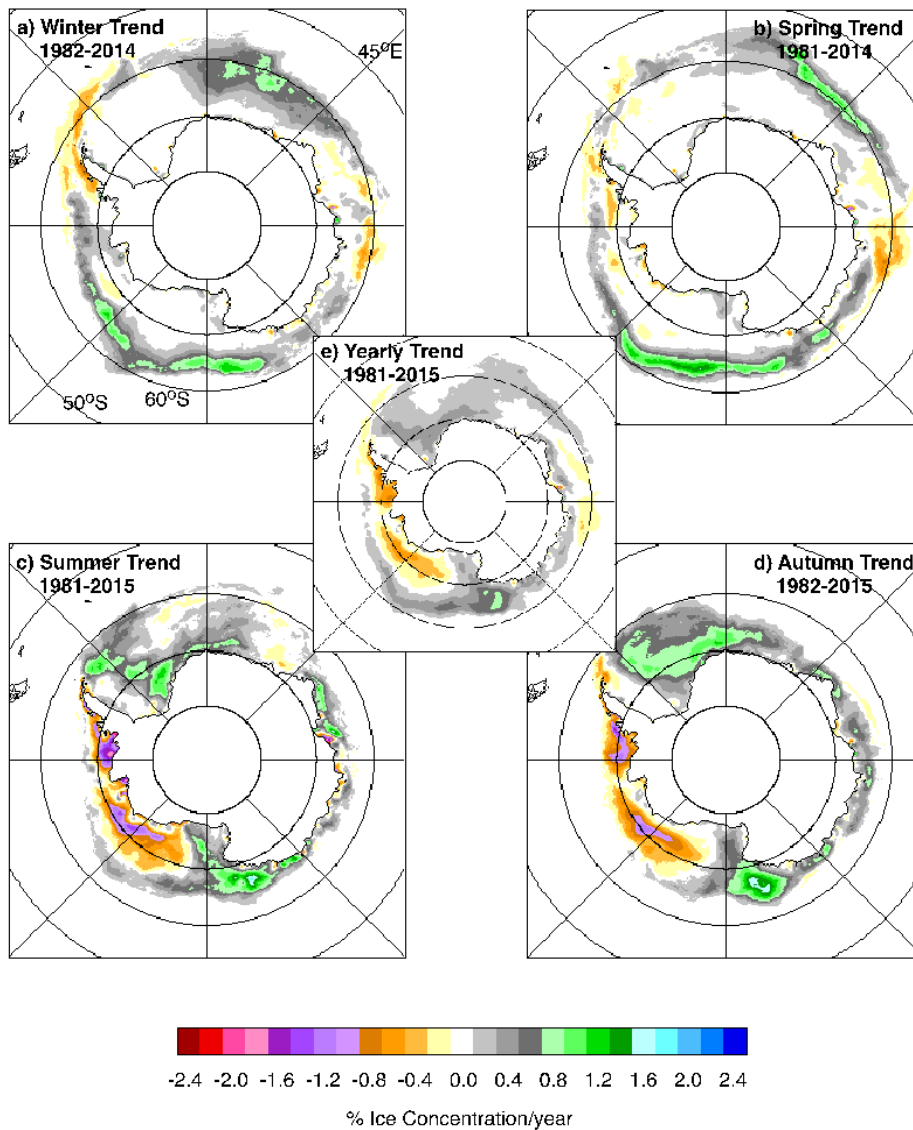 a) Winter Trend
1982-2014
45°E
b) Spring Trend
1981-2014
50°S
60°S
e) Yearly Trend
1981-2015
c) Summer Trend
1981-2015
d) Autumn Trend
1982-2015
-2.4 -2.0 -1.6 -1.2 -0.8 -0.4 0.0 0.4 0.8 1.2 1.6 2.0 2.4
% Ice Concentration/year